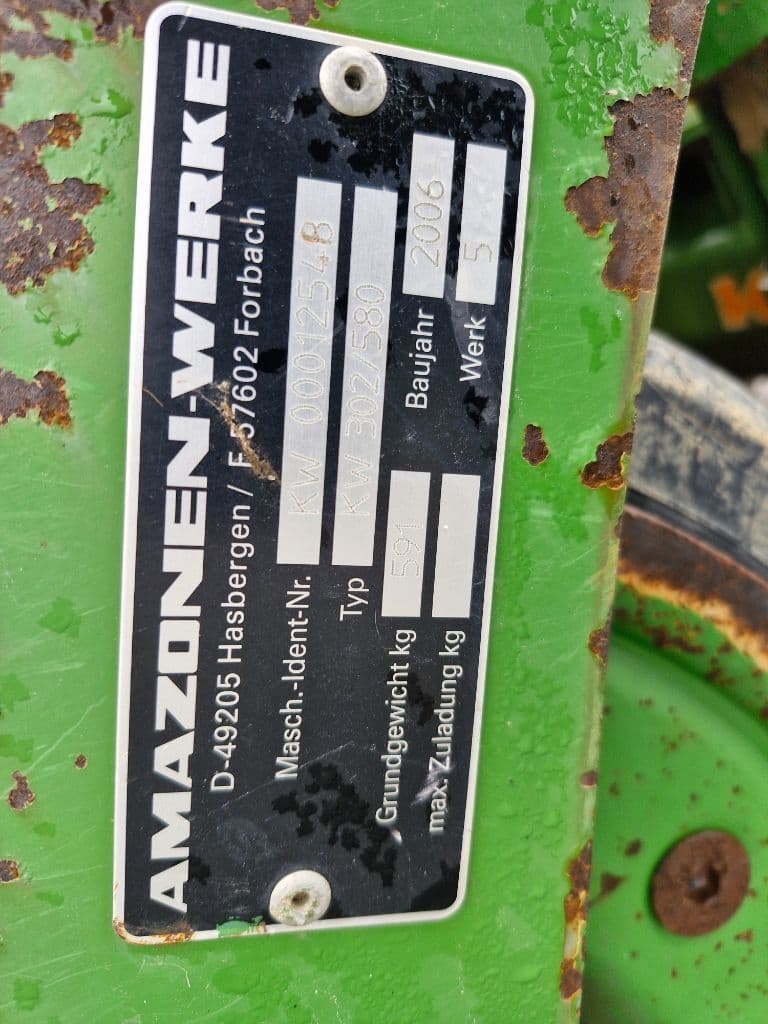 AMAZONEN-WERKE
D-49205 Hasbergen / F-57602 Forbach
Masch.-Ident-Nr. KW 00012548
Typ KW 302/580
Grundgewicht kg 591 Baujahr 2006
max. Zuladung kg Werk 5